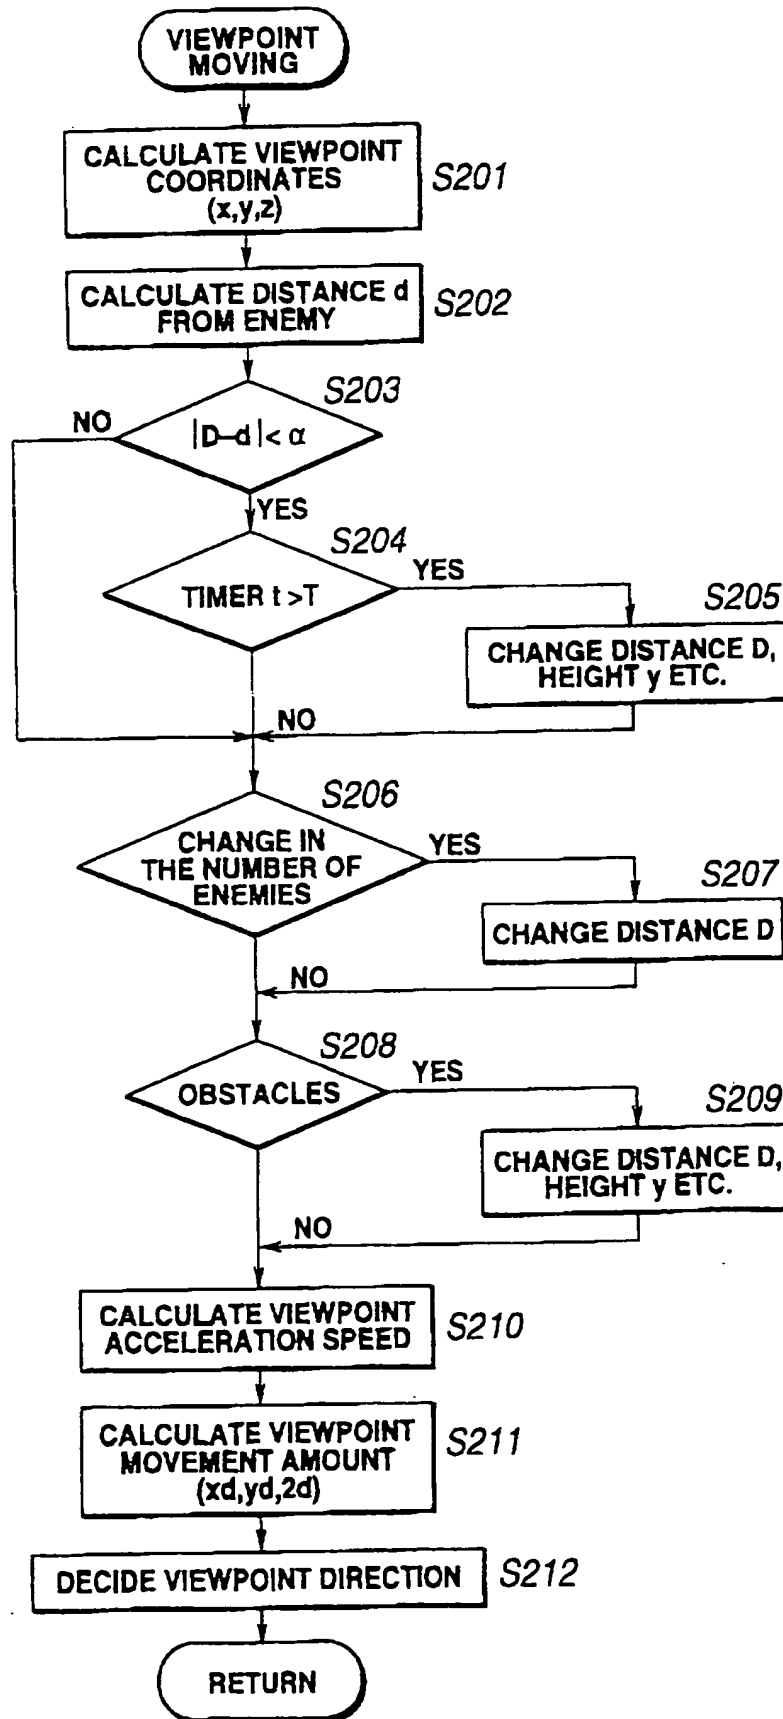 VIEWPOINT
MOVING
CALCULATE VIEWPOINT
COORDINATES
(x,y,z)
S201
CALCULATE DISTANCE d
FROM ENEMY
S202
S203
NO
|D–d|< α
YES
S204
TIMER t >T
YES
S205
CHANGE DISTANCE D,
HEIGHT y ETC.
NO
S206
CHANGE IN
THE NUMBER OF
ENEMIES
YES
S207
CHANGE DISTANCE D
NO
S208
OBSTACLES
YES
S209
CHANGE DISTANCE D,
HEIGHT y ETC.
NO
CALCULATE VIEWPOINT
ACCELERATION SPEED
S210
CALCULATE VIEWPOINT
MOVEMENT AMOUNT
(xd,yd,2d)
S211
DECIDE VIEWPOINT DIRECTION
S212
RETURN